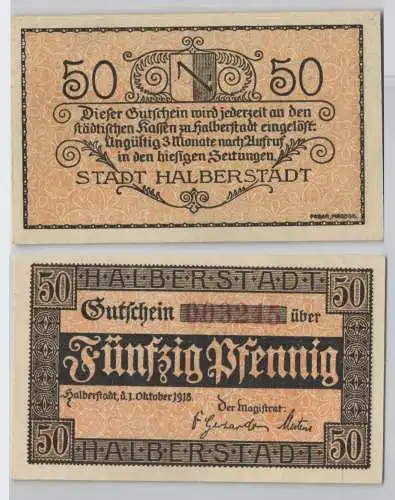 50 50
Dieser Gutschein wird jederzeit an den
städtischen Kassen zu Halberstadt eingelöst.
Ungültig 3 Monate nach Aufruf
in den hiesigen Zeitungen.
STADT HALBERSTADT
50 HALBERSTADT 50
Gutschein 003245 über
Fünfzig Pfennig
Halberstadt, d. 1. Oktober 1918.
Der Magistrat:
50 HALBERSTADT 50